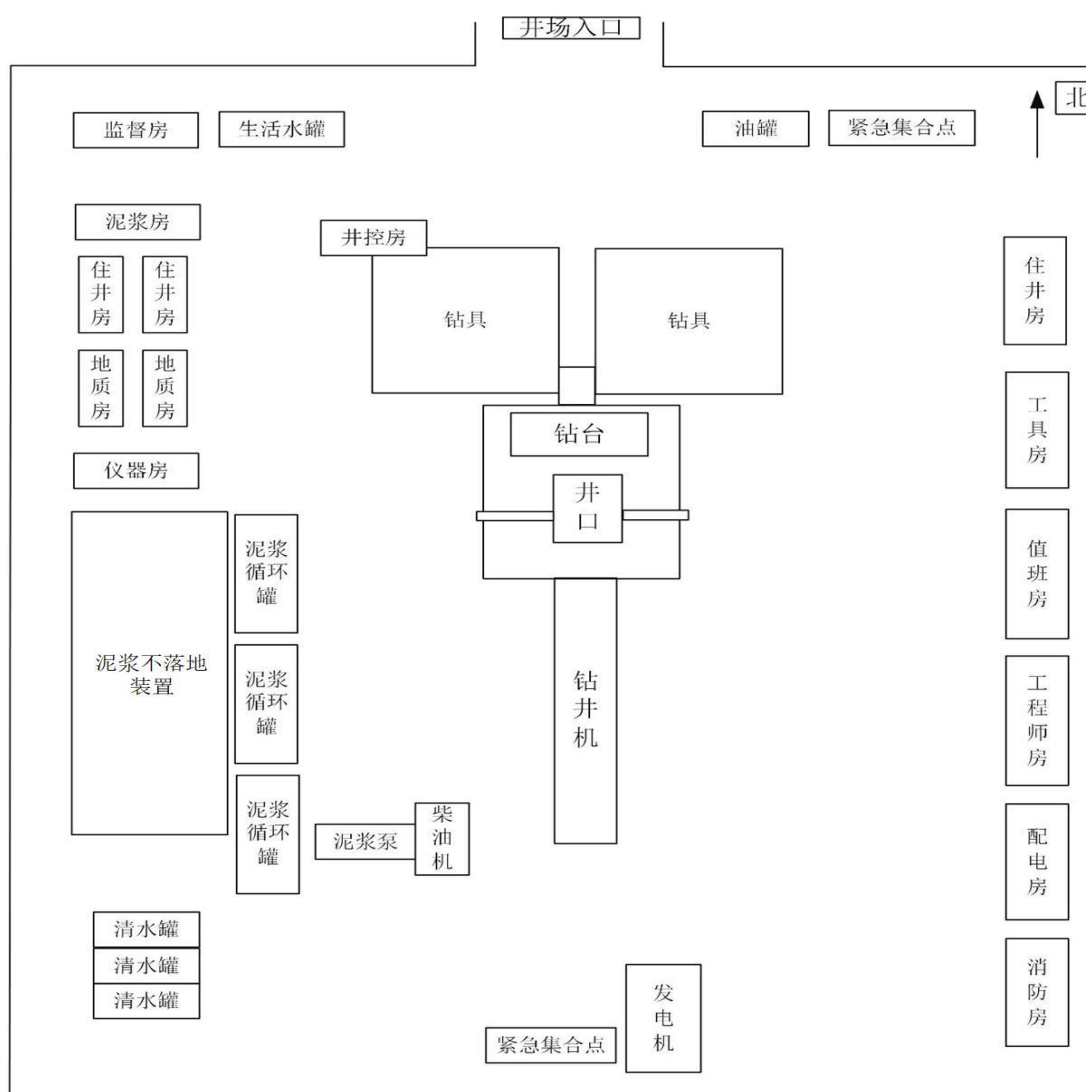 井场入口
北
监督房
生活水罐
油罐
紧急集合点
泥浆房
井控房
住井房
住井房
钻具
钻具
住井房
地质房
地质房
钻台
工具房
仪器房
井口
泥浆循环罐
值班房
泥浆不落地
装置
泥浆循环罐
钻井机
工程师房
泥浆循环罐
泥浆泵
柴油机
配电房
清水罐
清水罐
清水罐
发电机
消防房
紧急集合点